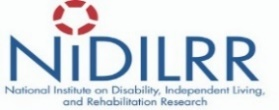 NiDILRR
National Institute on Disability, Independent Living,
and Rehabilitation Research